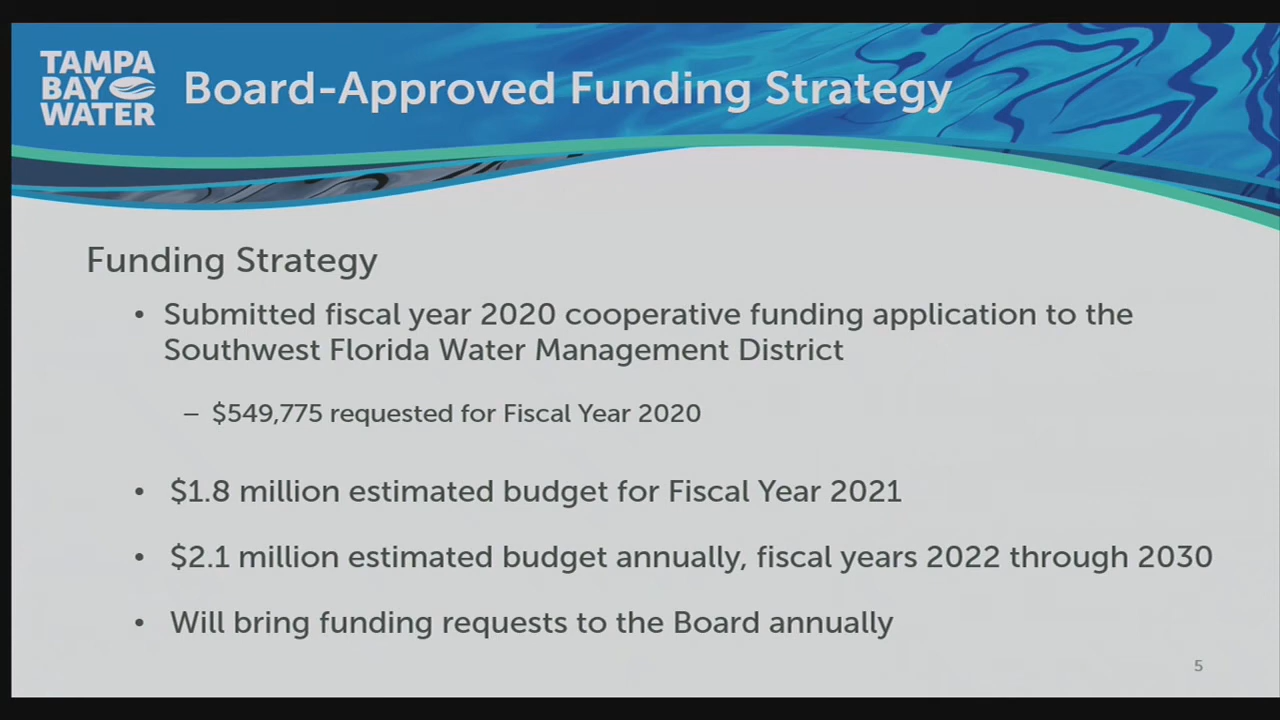 TAMPA
BAY
WATER
Board-Approved Funding Strategy
Funding Strategy
• Submitted fiscal year 2020 cooperative funding application to the
Southwest Florida Water Management District
– $549,775 requested for Fiscal Year 2020
• $1.8 million estimated budget for Fiscal Year 2021
• $2.1 million estimated budget annually, fiscal years 2022 through 2030
• Will bring funding requests to the Board annually
5